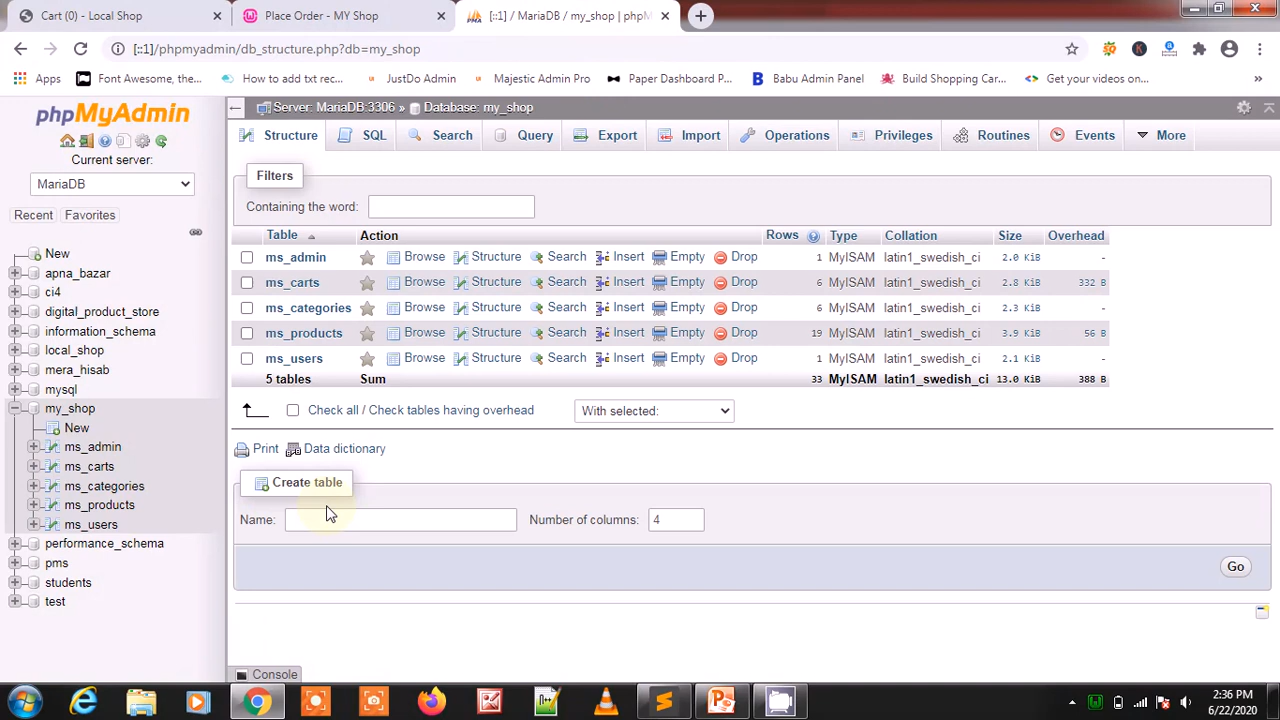 Cart (0) - Local Shop
Place Order - MY Shop
[::1] / MariaDB / my_shop | phpM
[::1]/phpmyadmin/db_structure.php?db=my_shop
Apps
Font Awesome, the...
How to add txt rec...
JustDo Admin
Majestic Admin Pro
Paper Dashboard P...
Babu Admin Panel
Build Shopping Car...
Get your videos on...
»
phpMyAdmin
Current server:
MariaDB
Recent Favorites
New
apna_bazar
ci4
digital_product_store
information_schema
local_shop
mera_hisab
mysql
my_shop
New
ms_admin
ms_carts
ms_categories
ms_products
ms_users
performance_schema
pms
students
test
Server: MariaDB:3306 » Database: my_shop
Structure SQL Search Query Export Import Operations Privileges Routines Events More
Filters
Containing the word:
Table Action Rows Type Collation Size Overhead
ms_admin Browse Structure Search Insert Empty Drop 1 MyISAM latin1_swedish_ci 2.0 KiB -
ms_carts Browse Structure Search Insert Empty Drop 6 MyISAM latin1_swedish_ci 2.8 KiB 332 B
ms_categories Browse Structure Search Insert Empty Drop 6 MyISAM latin1_swedish_ci 2.3 KiB -
ms_products Browse Structure Search Insert Empty Drop 19 MyISAM latin1_swedish_ci 3.9 KiB 56 B
ms_users Browse Structure Search Insert Empty Drop 1 MyISAM latin1_swedish_ci 2.1 KiB -
5 tables Sum 33 MyISAM latin1_swedish_ci 13.0 KiB 388 B
Check all / Check tables having overhead With selected:
Print Data dictionary
Create table
Name: Number of columns: 4
Go
Console
2:36 PM
6/22/2020